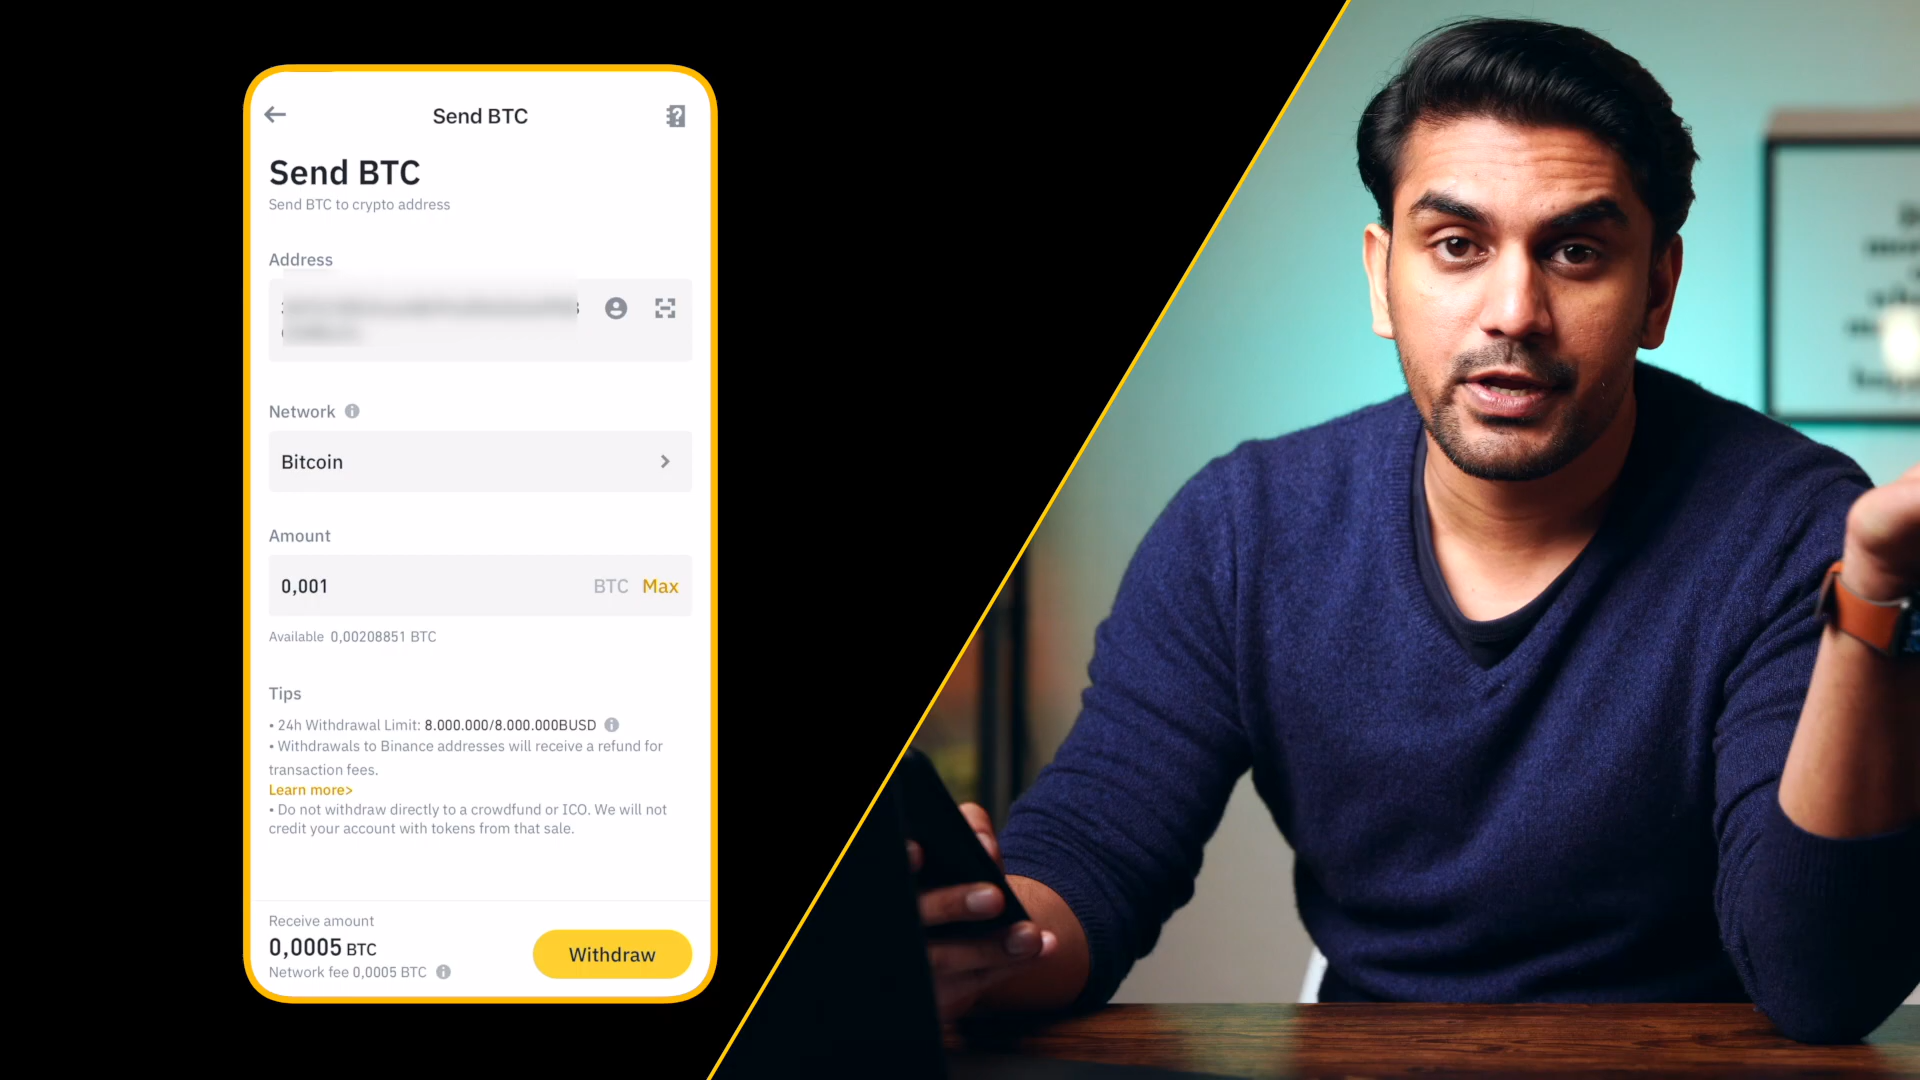 Send BTC
Send BTC
Send BTC to crypto address
Address
Network
Bitcoin
Amount
0,001 BTC Max
Available 0,00208851 BTC
Tips
• 24h Withdrawal Limit: 8.000.000/8.000.000BUSD
• Withdrawals to Binance addresses will receive a refund for
transaction fees.
Learn more>
• Do not withdraw directly to a crowdfund or ICO. We will not
credit your account with tokens from that sale.
Receive amount
0,0005 BTC
Network fee 0,0005 BTC
Withdraw